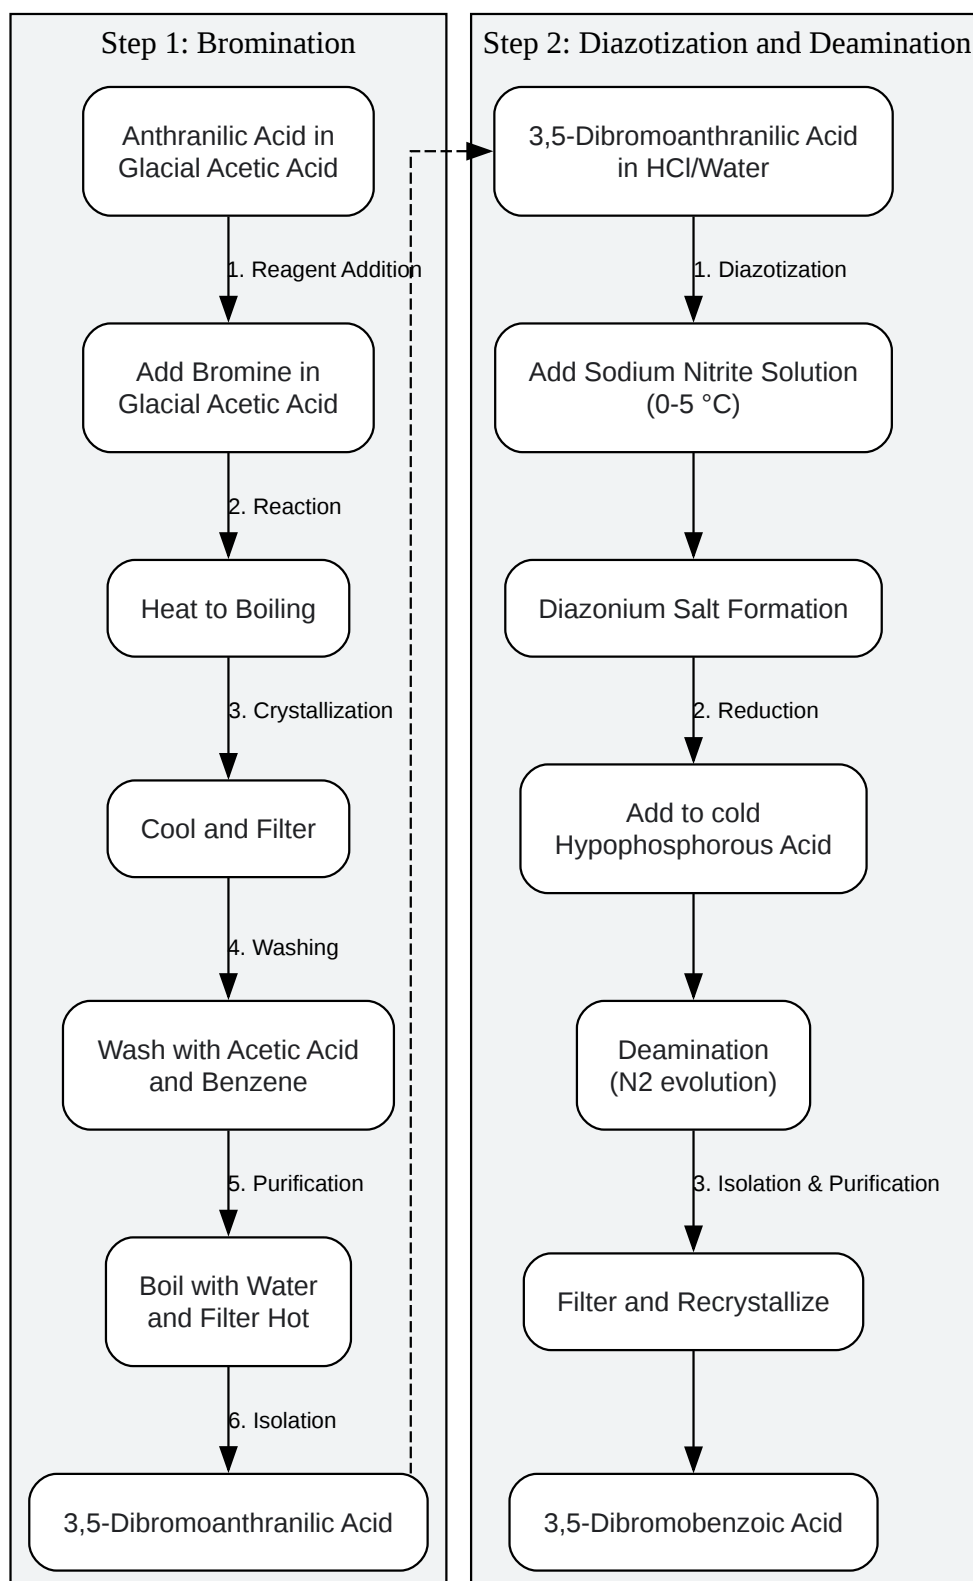 Step 1: Bromination
Anthranilic Acid in
Glacial Acetic Acid
1. Reagent Addition
Add Bromine in
Glacial Acetic Acid
2. Reaction
Heat to Boiling
3. Crystallization
Cool and Filter
4. Washing
Wash with Acetic Acid
and Benzene
5. Purification
Boil with Water
and Filter Hot
6. Isolation
3,5-Dibromoanthranilic Acid
Step 2: Diazotization and Deamination
3,5-Dibromoanthranilic Acid
in HCl/Water
1. Diazotization
Add Sodium Nitrite Solution
(0-5 °C)
Diazonium Salt Formation
2. Reduction
Add to cold
Hypophosphorous Acid
Deamination
(N2 evolution)
3. Isolation & Purification
Filter and Recrystallize
3,5-Dibromobenzoic Acid